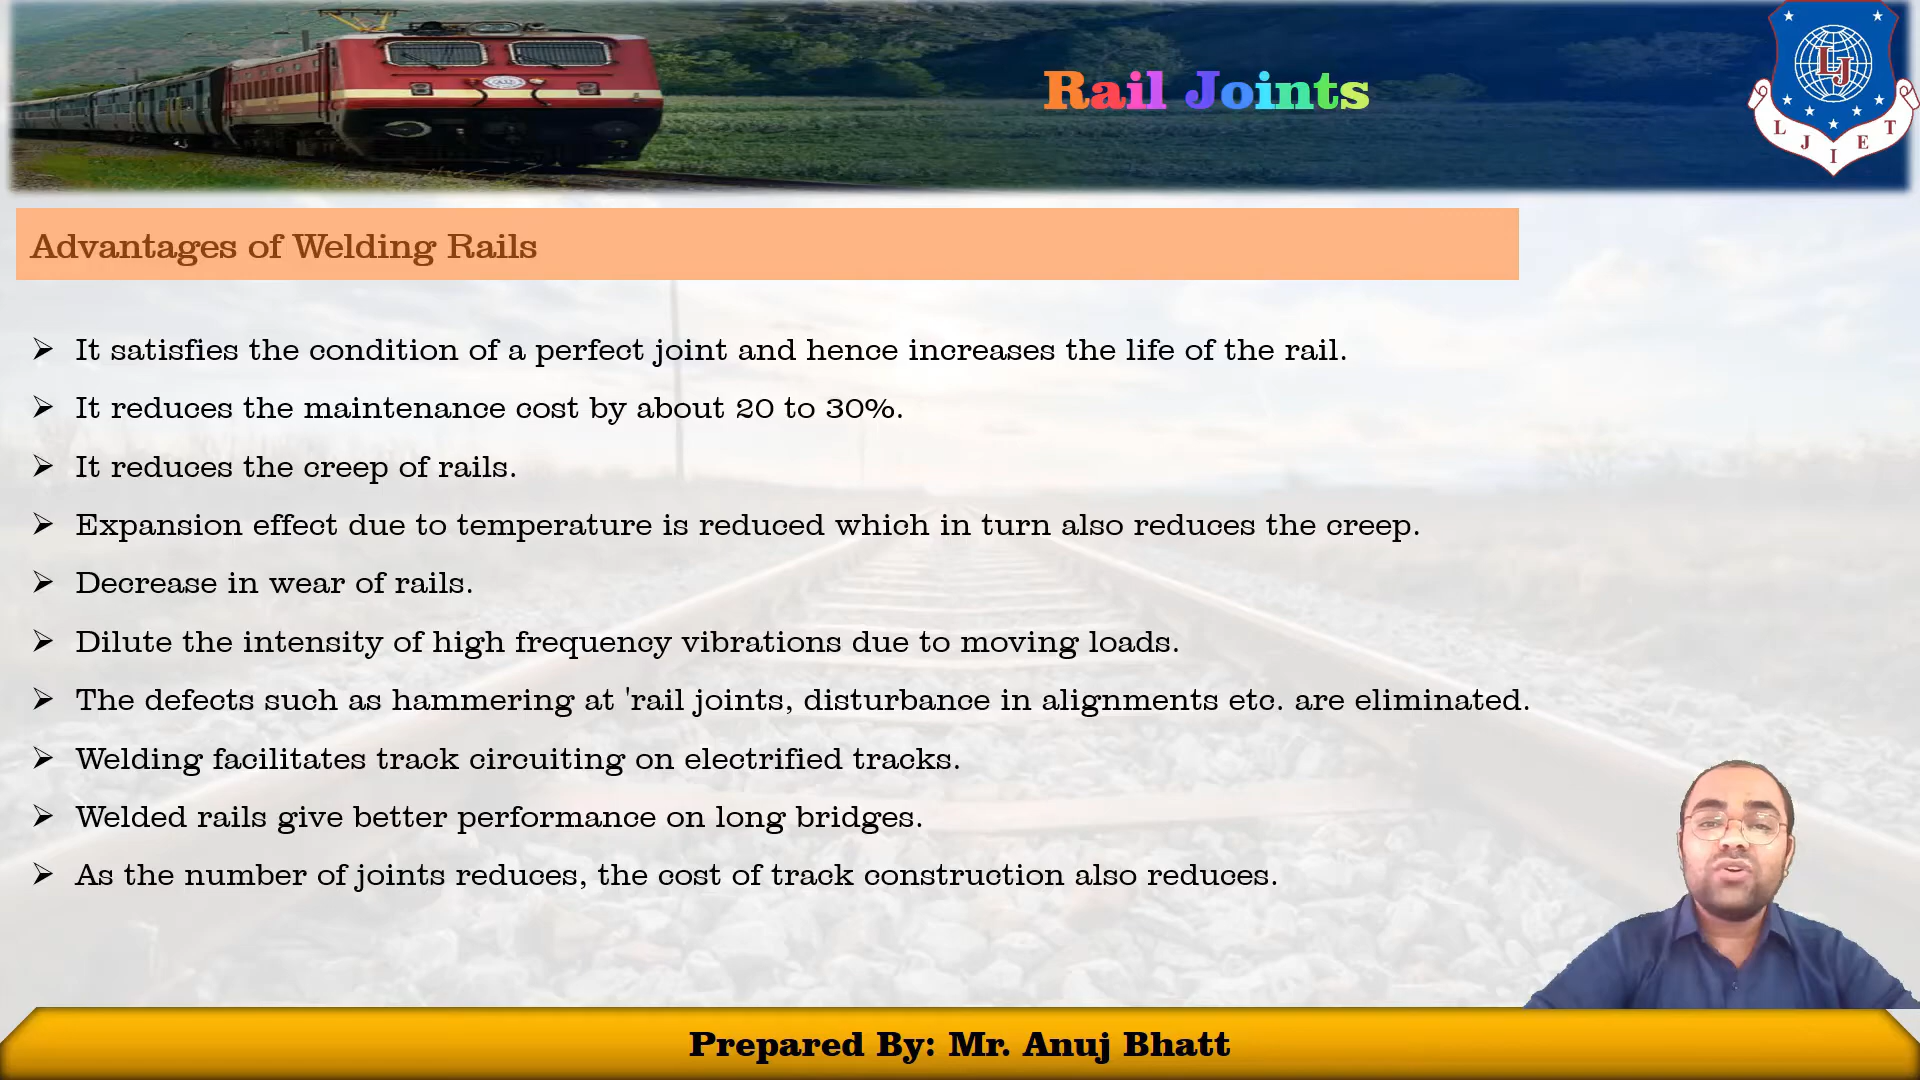 Rail Joints
LJ
L J I E T
Advantages of Welding Rails
➢ It satisfies the condition of a perfect joint and hence increases the life of the rail.
➢ It reduces the maintenance cost by about 20 to 30%.
➢ It reduces the creep of rails.
➢ Expansion effect due to temperature is reduced which in turn also reduces the creep.
➢ Decrease in wear of rails.
➢ Dilute the intensity of high frequency vibrations due to moving loads.
➢ The defects such as hammering at 'rail joints, disturbance in alignments etc. are eliminated.
➢ Welding facilitates track circuiting on electrified tracks.
➢ Welded rails give better performance on long bridges.
➢ As the number of joints reduces, the cost of track construction also reduces.
Prepared By: Mr. Anuj Bhatt